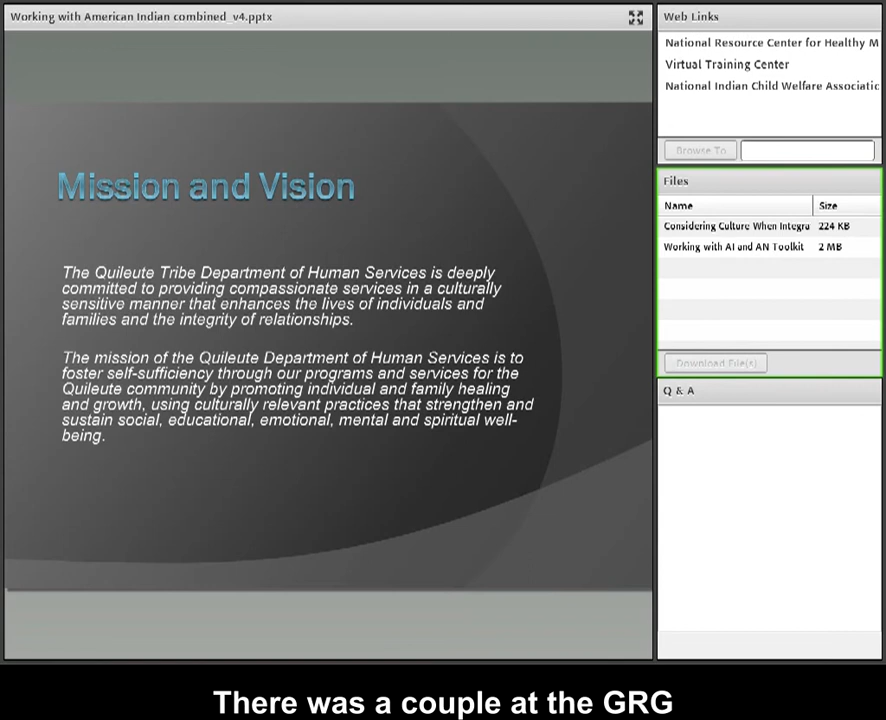 Working with American Indian combined_v4.pptx
Mission and Vision
The Quileute Tribe Department of Human Services is deeply
committed to providing compassionate services in a culturally
sensitive manner that enhances the lives of individuals and
families and the integrity of relationships.
The mission of the Quileute Department of Human Services is to
foster self-sufficiency through our programs and services for the
Quileute community by promoting individual and family healing
and growth, using culturally relevant practices that strengthen and
sustain social, educational, emotional, mental and spiritual well-
being.
Web Links
National Resource Center for Healthy M
Virtual Training Center
National Indian Child Welfare Associatic
Browse To
Files
Name Size
Considering Culture When Integra 224 KB
Working with AI and AN Toolkit 2 MB
Download File(s)
Q & A
There was a couple at the GRG